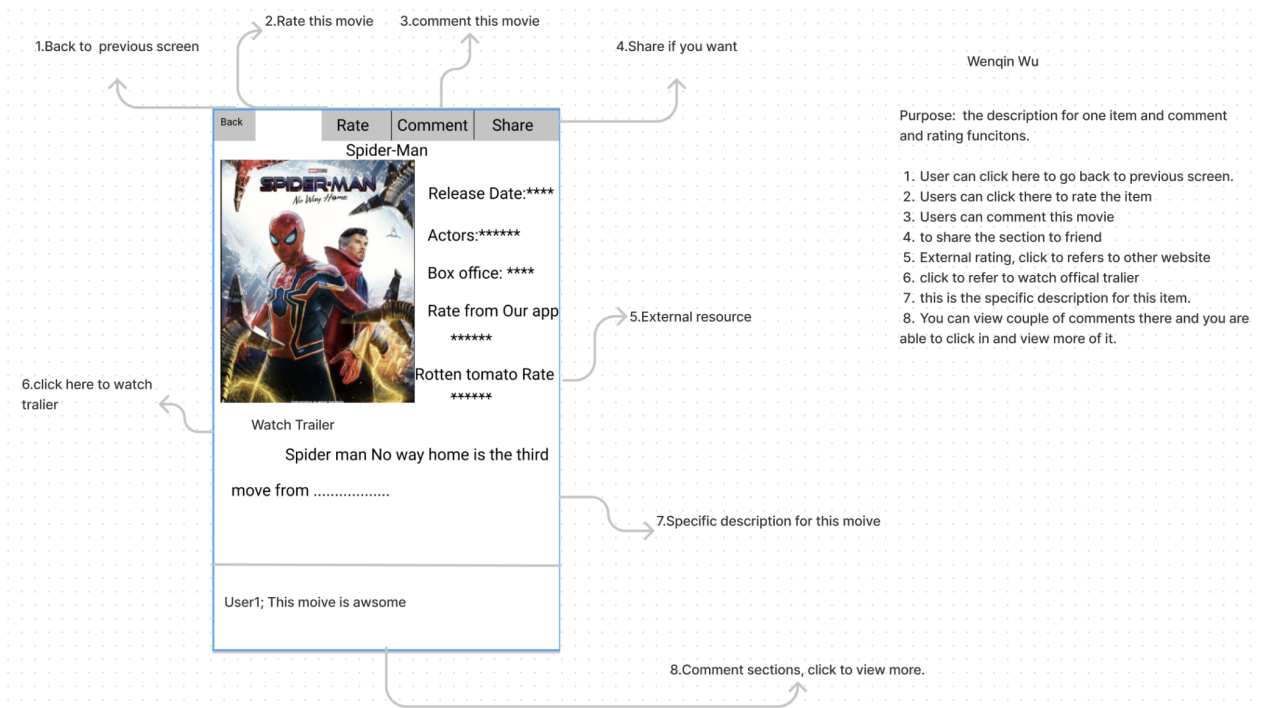 2.Rate this movie
3.comment this movie
1.Back to previous screen
4.Share if you want
Wenqin Wu
Back
Rate
Comment
Share
Purpose: the description for one item and comment
and rating funcitons.
Spider-Man
SPIDER-MAN
No Way Home
Release Date:****
Actors:******
Box office: ****
Rate from Our app
******
Rotten tomato Rate
******
1. User can click here to go back to previous screen.
2. Users can click there to rate the item
3. Users can comment this movie
4. to share the section to friend
5. External rating, click to refers to other website
6. click to refer to watch offical tralier
7. this is the specific description for this item.
8. You can view couple of comments there and you are
able to click in and view more of it.
5.External resource
6.click here to watch
tralier
Watch Trailer
Spider man No way home is the third
move from ..................
7.Specific description for this moive
User1; This moive is awsome
8.Comment sections, click to view more.